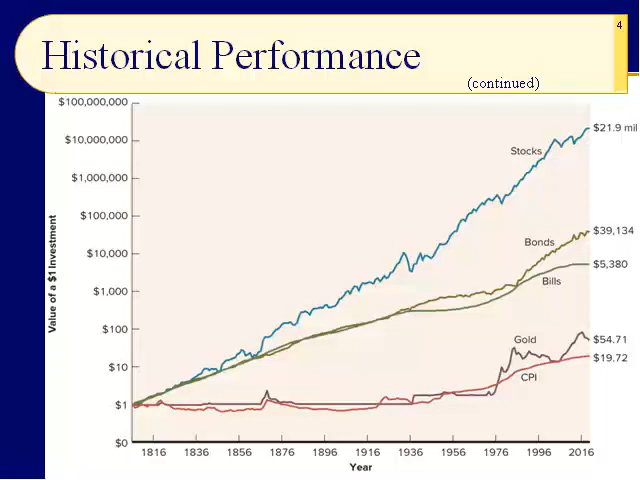 4
Historical Performance
(continued)
$100,000,000
$10,000,000
$1,000,000
$100,000
$10,000
$1,000
$100
$10
$1
$0
Value of a $1 Investment
Stocks
$21.9 mil
Bonds
$39,134
Bills
$5,380
Gold
$54.71
CPI
$19.72
1816 1836 1856 1876 1896 1916 1936 1956 1976 1996 2016
Year